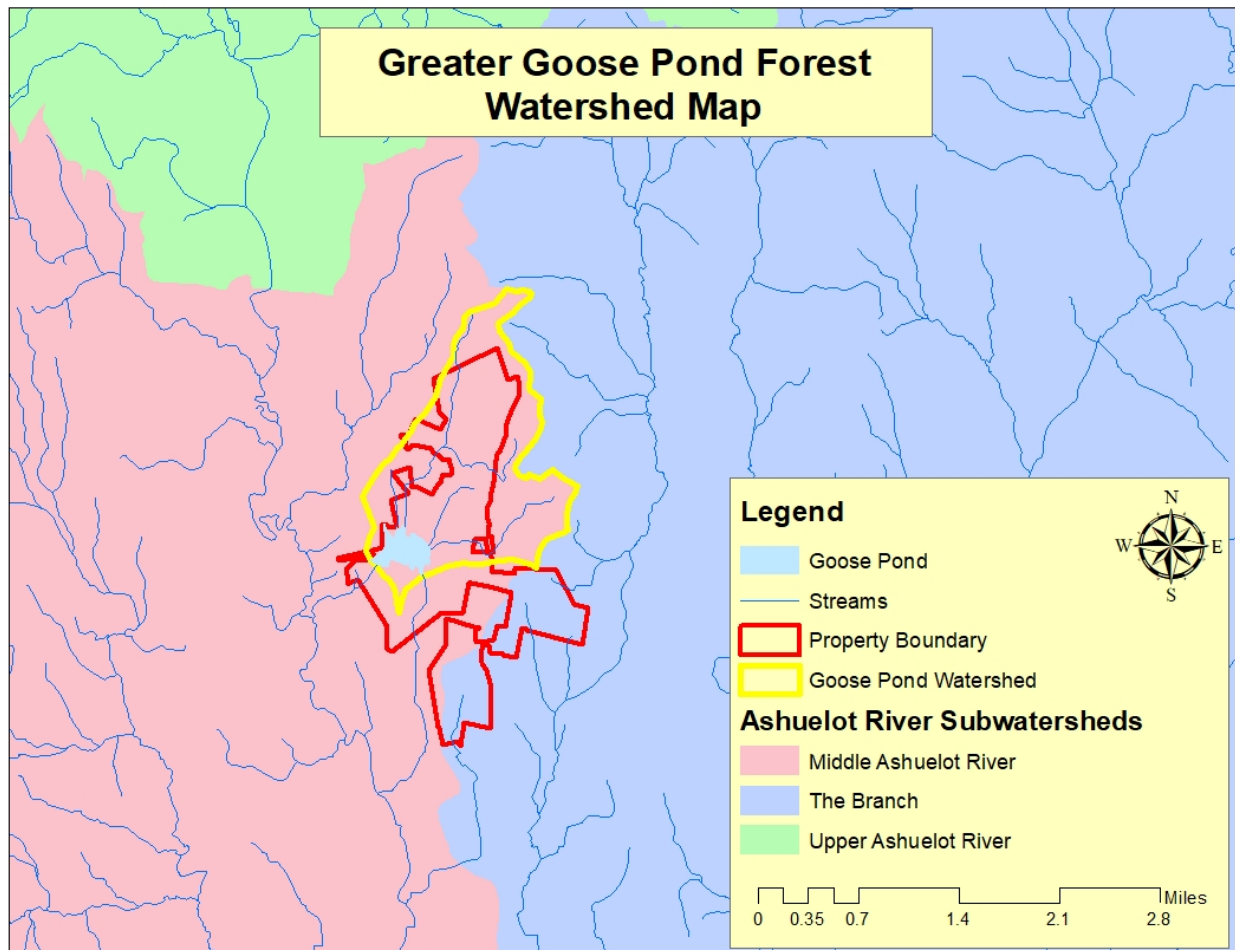 Greater Goose Pond Forest
Watershed Map
Legend
N
W
E
S
Goose Pond
Streams
Property Boundary
Goose Pond Watershed
Ashuelot River Subwatersheds
Middle Ashuelot River
The Branch
Upper Ashuelot River
Miles
0 0.35 0.7 1.4 2.1 2.8